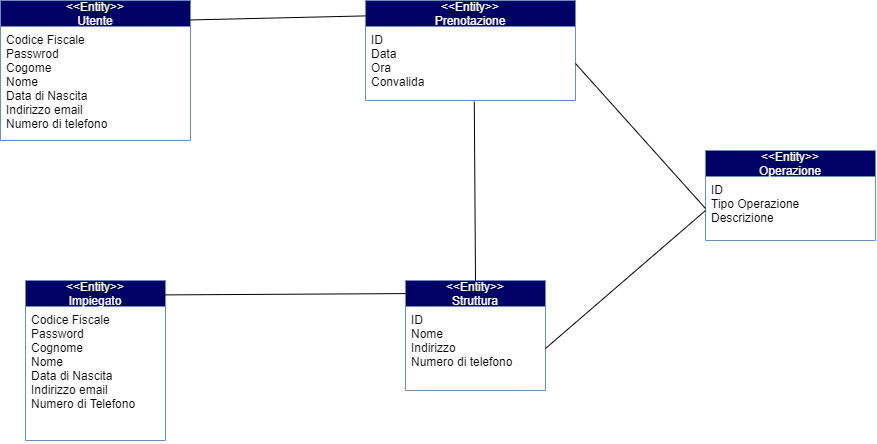 <<Entity>>
Utente
Codice Fiscale
Passwrod
Cogome
Nome
Data di Nascita
Indirizzo email
Numero di telefono
<<Entity>>
Prenotazione
ID
Data
Ora
Convalida
<<Entity>>
Operazione
ID
Tipo Operazione
Descrizione
<<Entity>>
Impiegato
Codice Fiscale
Password
Cognome
Nome
Data di Nascita
Indirizzo email
Numero di Telefono
<<Entity>>
Struttura
ID
Nome
Indirizzo
Numero di telefono